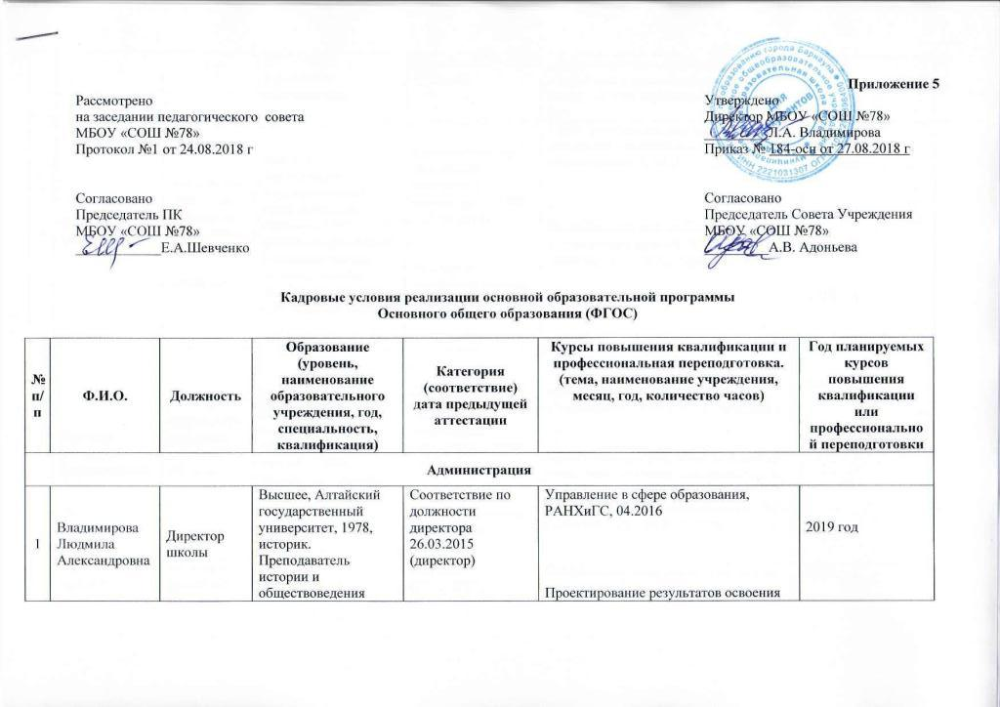 Приложение 5
Рассмотрено
на заседании педагогического совета
МБОУ «СОШ №78»
Протокол №1 от 24.08.2018 г
Утверждено
Директор МБОУ «СОШ №78»
Л.А. Владимирова
Приказ № 184-осн от 27.08.2018 г
Согласовано
Председатель ПК
МБОУ «СОШ №78»
Е.А.Шевченко
Согласовано
Председатель Совета Учреждения
МБОУ «СОШ №78»
А.В. Адоньева
Кадровые условия реализации основной образовательной программы
Основного общего образования (ФГОС)
№
п/
п
Ф.И.О.
Должность
Образование
(уровень,
наименование
образовательного
учреждения, год,
специальность,
квалификация)
Категория
(соответствие)
дата предыдущей
аттестации
Курсы повышения квалификации и
профессиональная переподготовка.
(тема, наименование учреждения,
месяц, год, количество часов)
Год планируемых
курсов
повышения
квалификации
или
профессионально
й переподготовки
Администрация
1
Владимирова
Людмила
Александровна
Директор
школы
Высшее, Алтайский
государственный
университет, 1978,
историк.
Преподаватель
истории и
обществоведения
Соответствие по
должности
директора
26.03.2015
(директор)
Управление в сфере образования,
РАНХиГС, 04.2016
Проектирование результатов освоения
2019 год